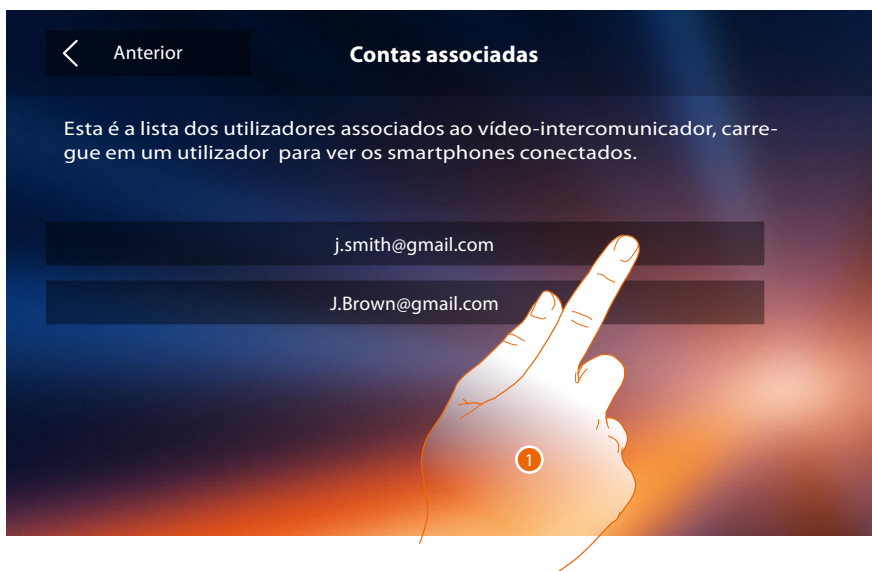 Anterior
Contas associadas
Esta é a lista dos utilizadores associados ao vídeo-intercomunicador, carre-
gue em um utilizador para ver os smartphones conectados.
j.smith@gmail.com
J.Brown@gmail.com
1